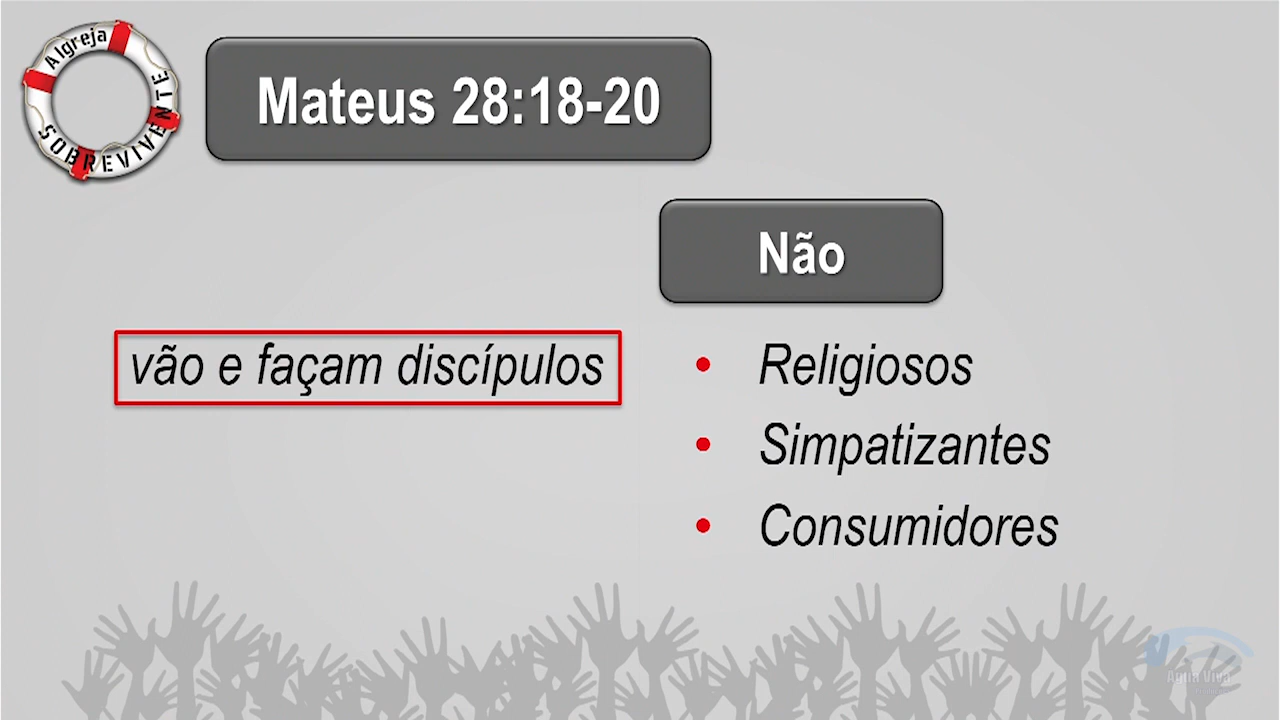 A Igreja
SOBREVIVENTE
Mateus 28:18-20
Não
vão e façam discípulos
• Religiosos
• Simpatizantes
• Consumidores
Água Viva